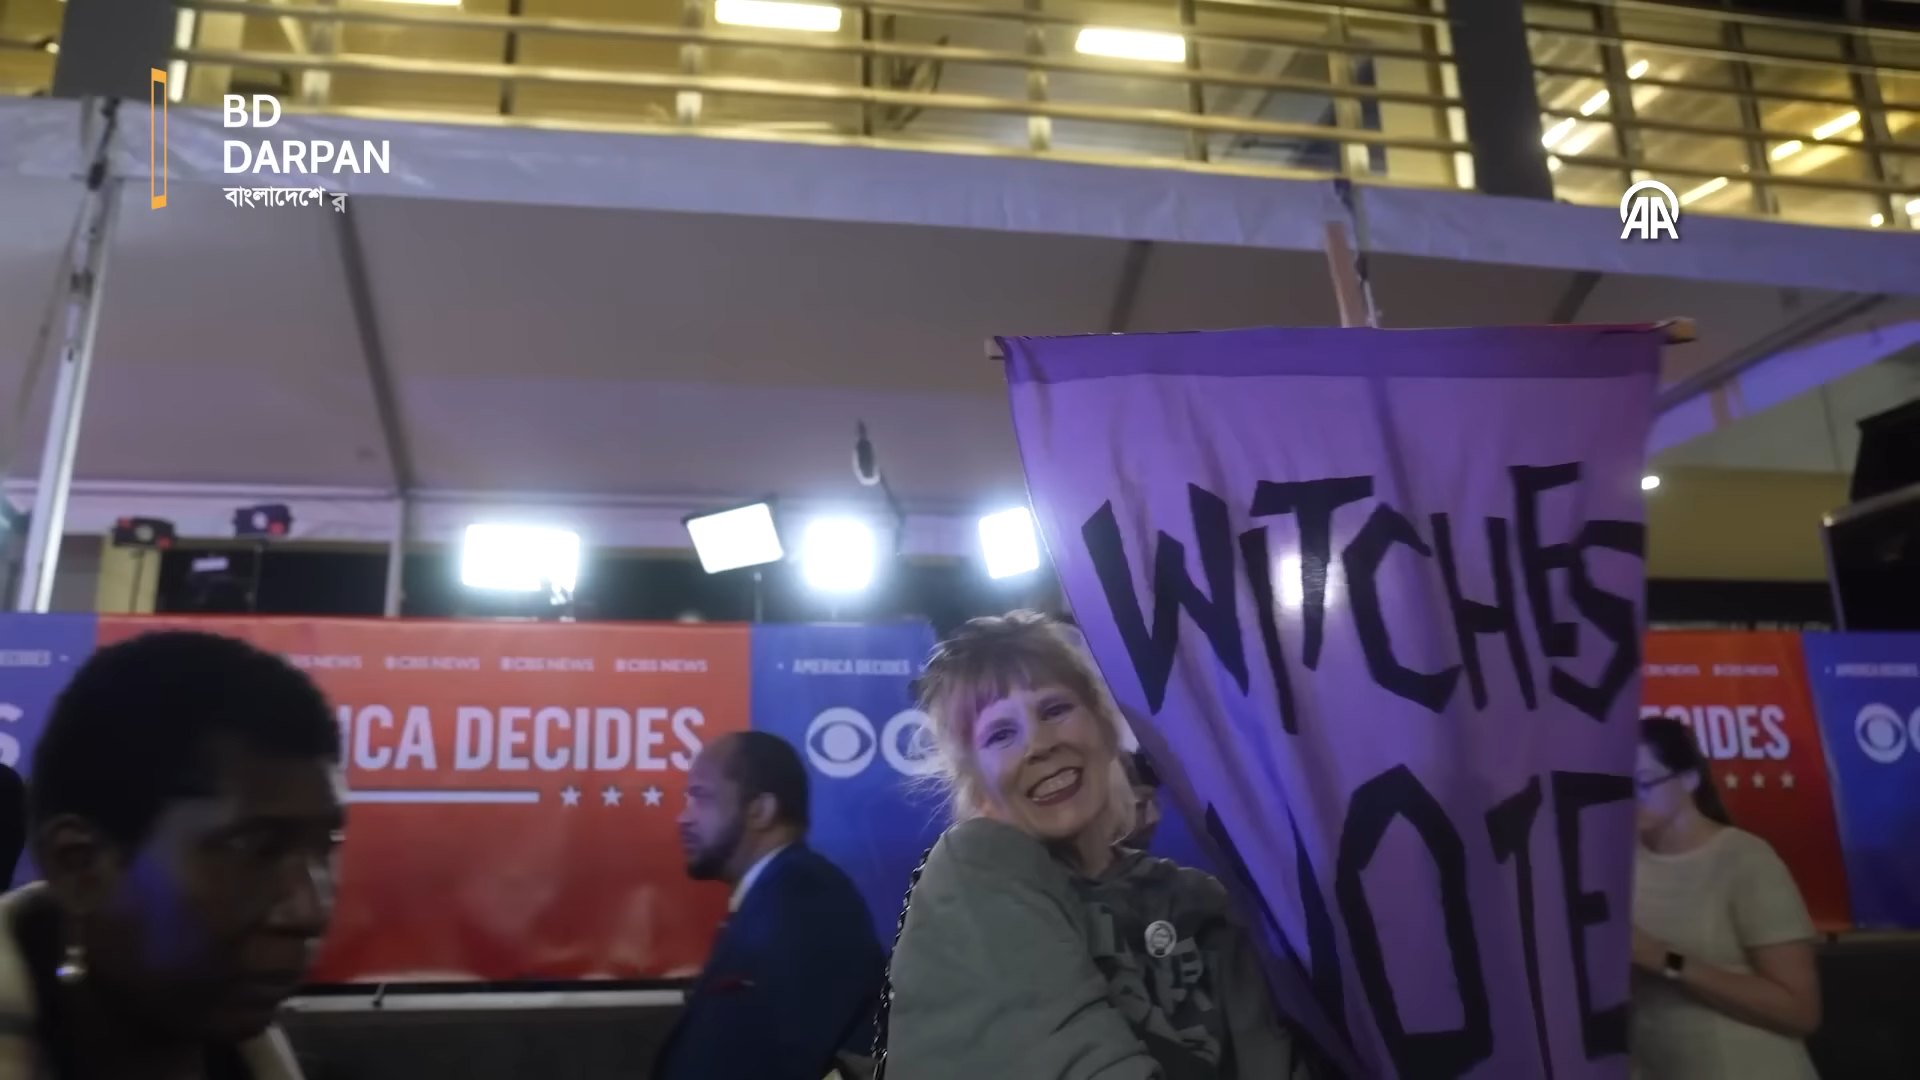 BD
DARPAN
বাংলাদেশের
AA
CBS NEWS CBS NEWS CBS NEWS
AMERICA DECIDES
ICA DECIDES
WITCHES
VOTE
CBS NEWS
IDES
AMERICA DECIDES